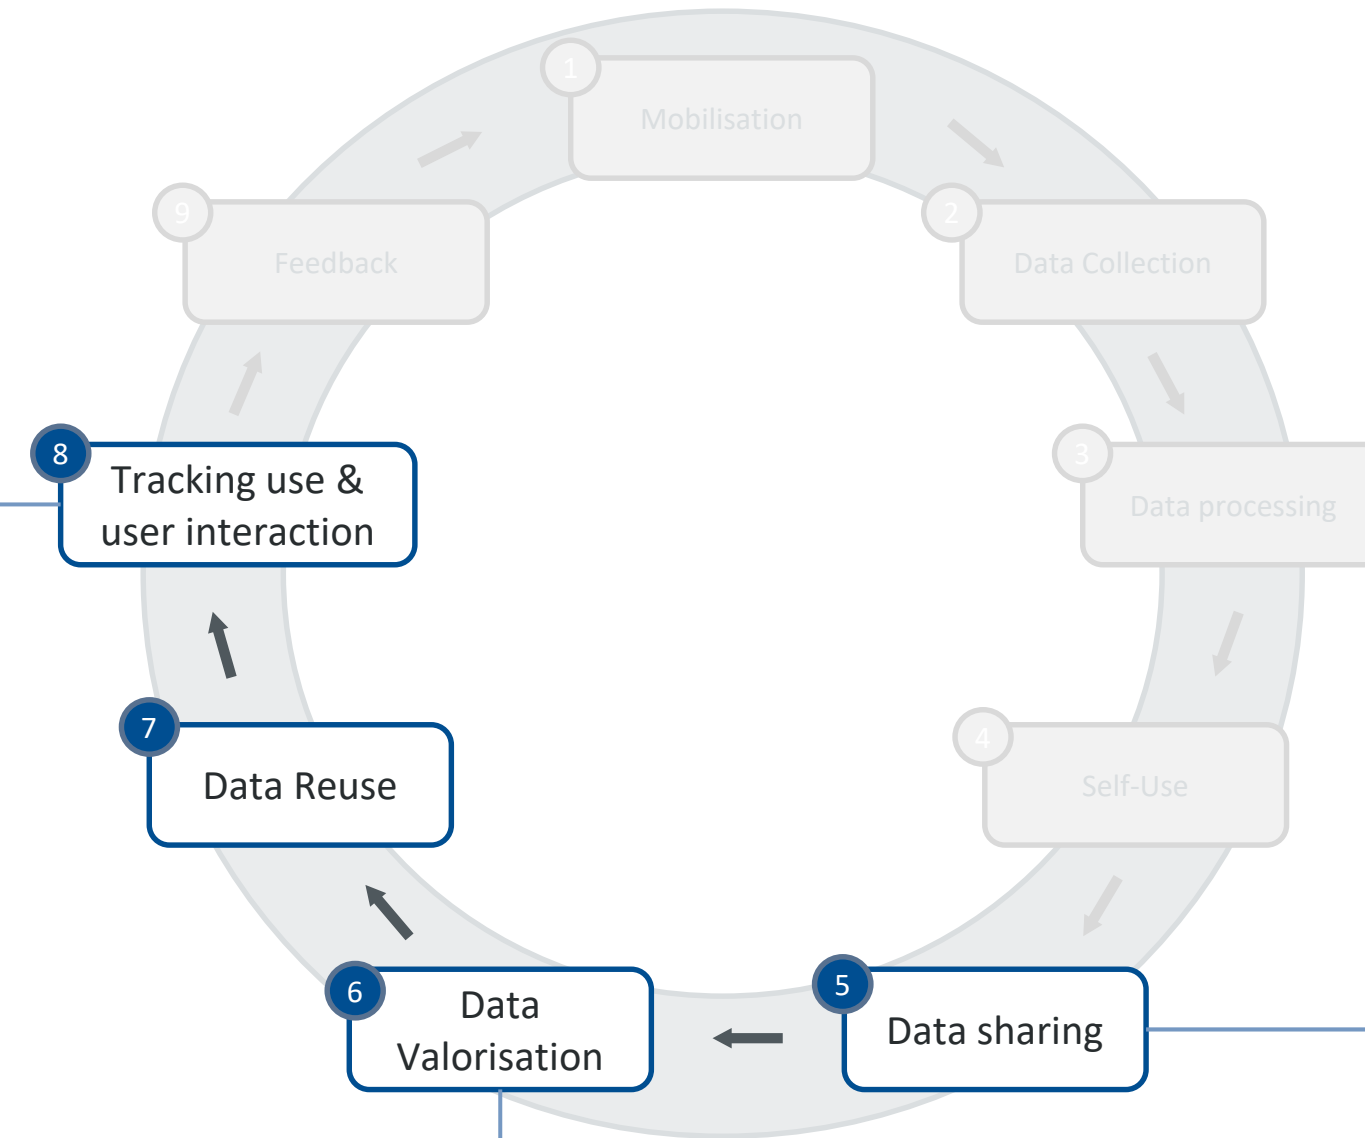 1
Mobilisation
2
Data Collection
3
Data processing
4
Self-Use
5
Data sharing
6
Data
Valorisation
7
Data Reuse
8
Tracking use &
user interaction
9
Feedback